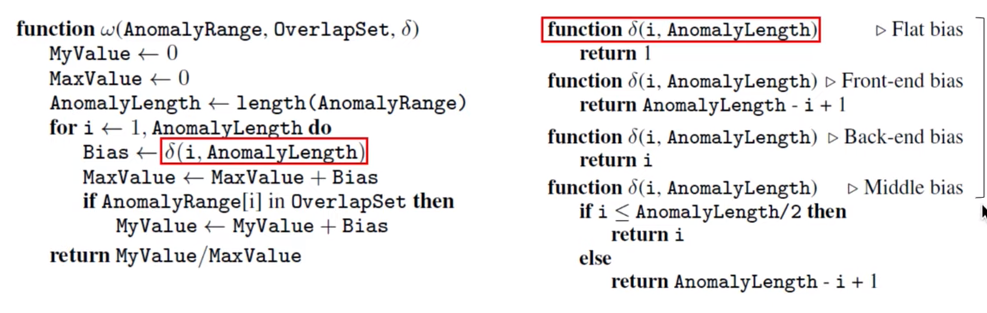 function ω(AnomalyRange, OverlapSet, δ)
MyValue ← 0
MaxValue ← 0
AnomalyLength ← length(AnomalyRange)
for i ← 1, AnomalyLength do
Bias ← δ(i, AnomalyLength)
MaxValue ← MaxValue + Bias
if AnomalyRange[i] in OverlapSet then
MyValue ← MyValue + Bias
return MyValue/MaxValue
function δ(i, AnomalyLength) ▷ Flat bias
return 1
function δ(i, AnomalyLength) ▷ Front-end bias
return AnomalyLength - i + 1
function δ(i, AnomalyLength) ▷ Back-end bias
return i
function δ(i, AnomalyLength) ▷ Middle bias
if i ≤ AnomalyLength/2 then
return i
else
return AnomalyLength - i + 1